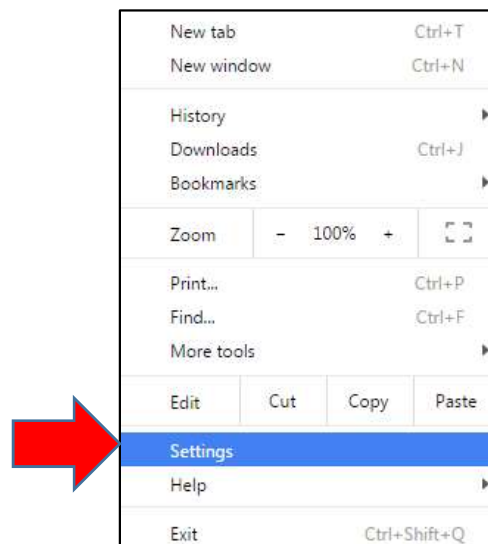 New tab Ctrl+T
New window Ctrl+N
History
Downloads Ctrl+J
Bookmarks
Zoom - 100% +
Print... Ctrl+P
Find... Ctrl+F
More tools
Edit Cut Copy Paste
Settings
Help
Exit Ctrl+Shift+Q